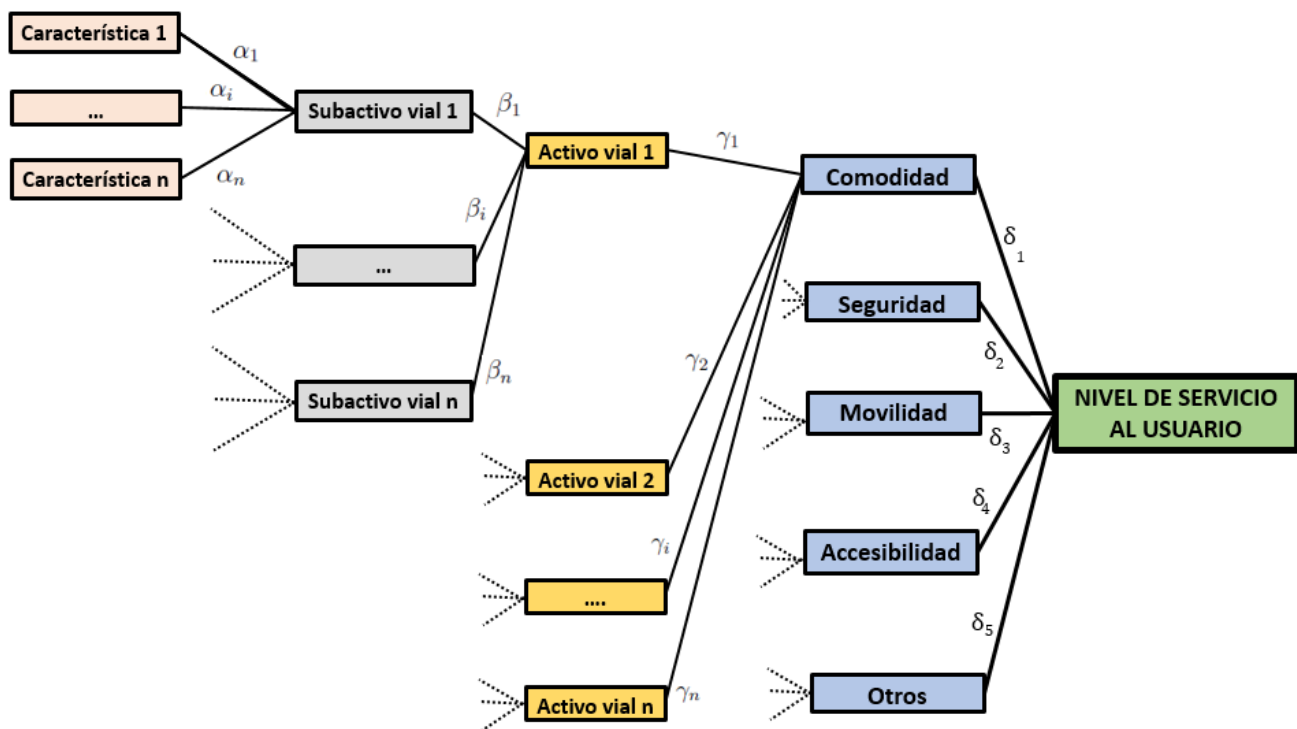 Característica 1
α1
...
αi
Característica n
αn
Subactivo vial 1
β1
...
βi
Subactivo vial n
βn
Activo vial 1
γ1
Activo vial 2
γ2
....
γi
Activo vial n
γn
Comodidad
δ1
Seguridad
δ2
Movilidad
δ3
Accesibilidad
δ4
Otros
δ5
NIVEL DE SERVICIO
AL USUARIO